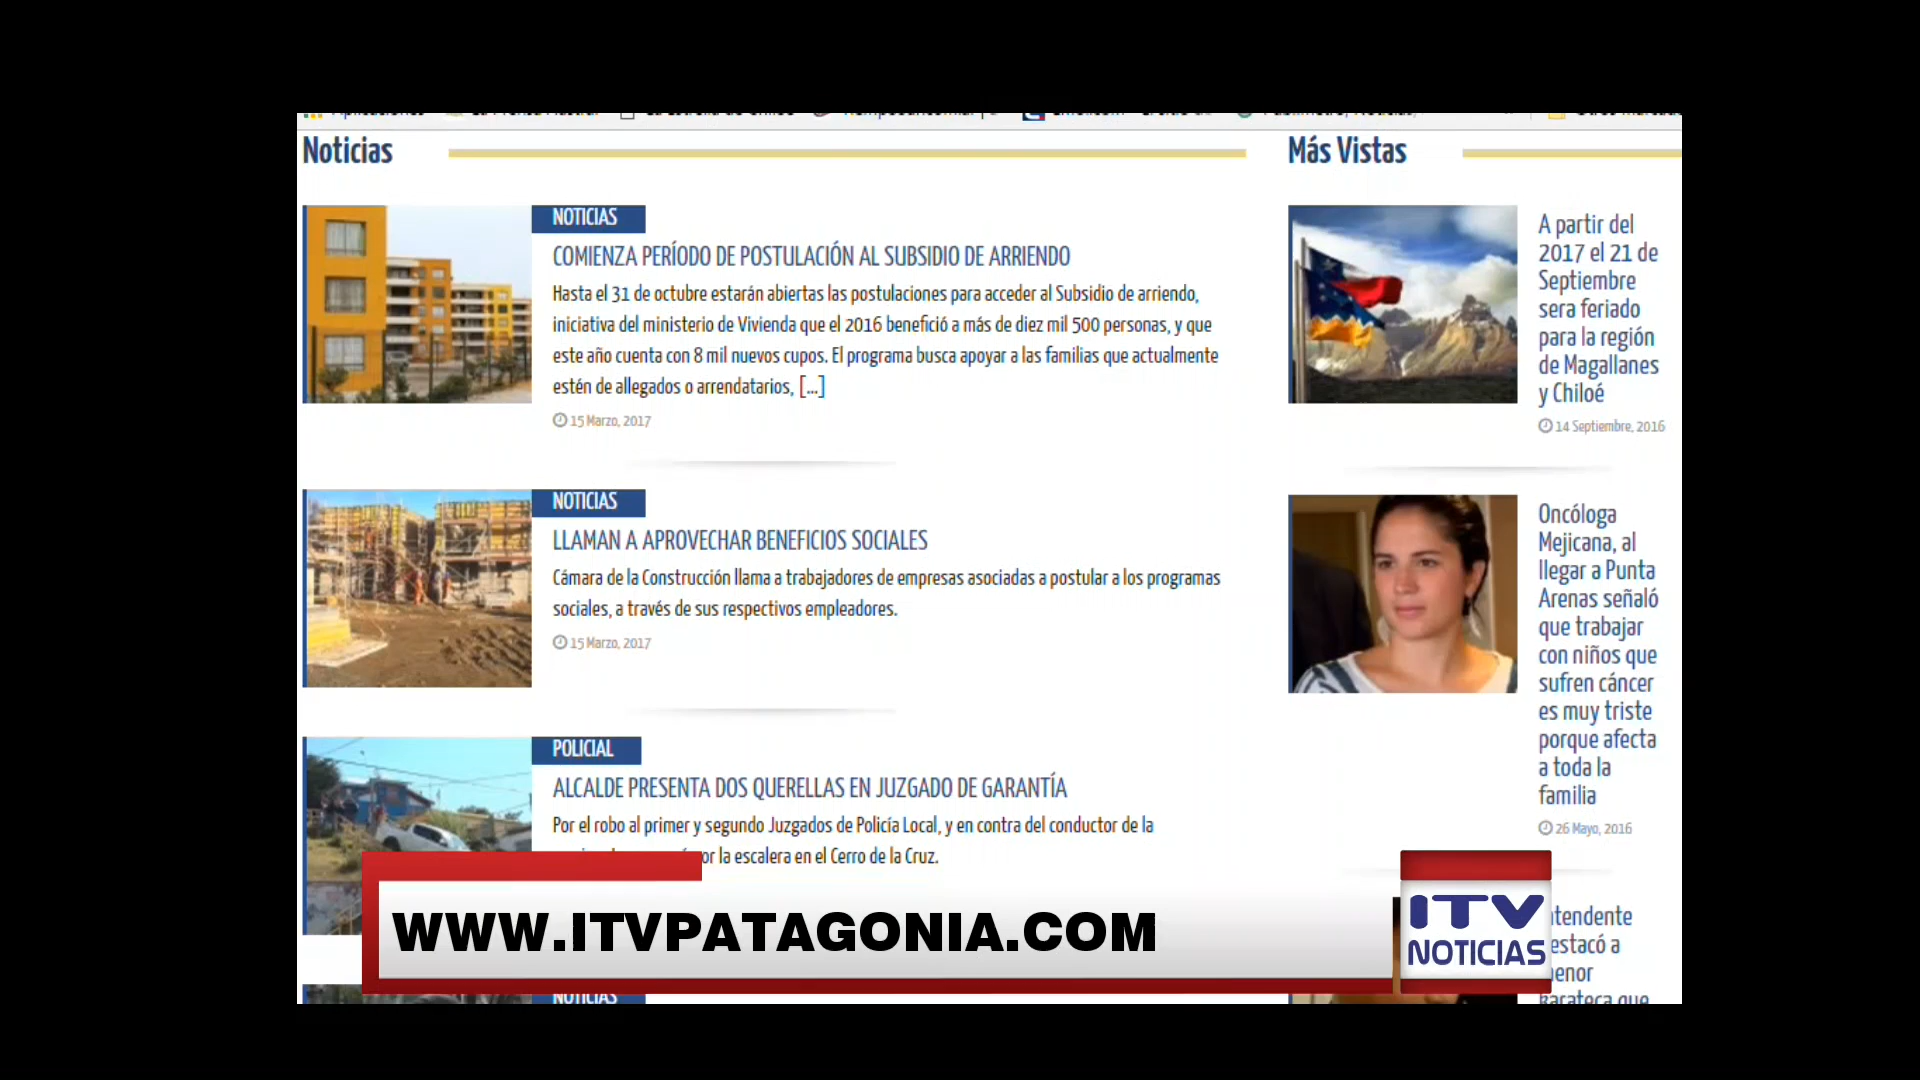 Noticias
NOTICIAS
COMIENZA PERÍODO DE POSTULACIÓN AL SUBSIDIO DE ARRIENDO
Hasta el 31 de octubre estarán abiertas las postulaciones para acceder al Subsidio de arriendo,
iniciativa del ministerio de Vivienda que el 2016 benefició a más de diez mil 500 personas, y que
este año cuenta con 8 mil nuevos cupos. El programa busca apoyar a las familias que actualmente
estén de allegados o arrendatarios, [...]
15 Marzo, 2017
NOTICIAS
LLAMAN A APROVECHAR BENEFICIOS SOCIALES
Cámara de la Construcción llama a trabajadores de empresas asociadas a postular a los programas
sociales, a través de sus respectivos empleadores.
15 Marzo, 2017
POLICIAL
ALCALDE PRESENTA DOS QUERELLAS EN JUZGADO DE GARANTÍA
Por el robo al primer y segundo Juzgados de Policía Local, y en contra del conductor de la
la escalera en el Cerro de la Cruz.
NOTICIAS
Más Vistas
A partir del
2017 el 21 de
Septiembre
sera feriado
para la región
de Magallanes
y Chiloé
14 Septiembre, 2016
Oncóloga
Mejicana, al
llegar a Punta
Arenas señaló
que trabajar
con niños que
sufren cáncer
es muy triste
porque afecta
a toda la
familia
26 Mayo, 2016
a
karateca que
WWW.ITVPATAGONIA.COM
ITV
NOTICIAS